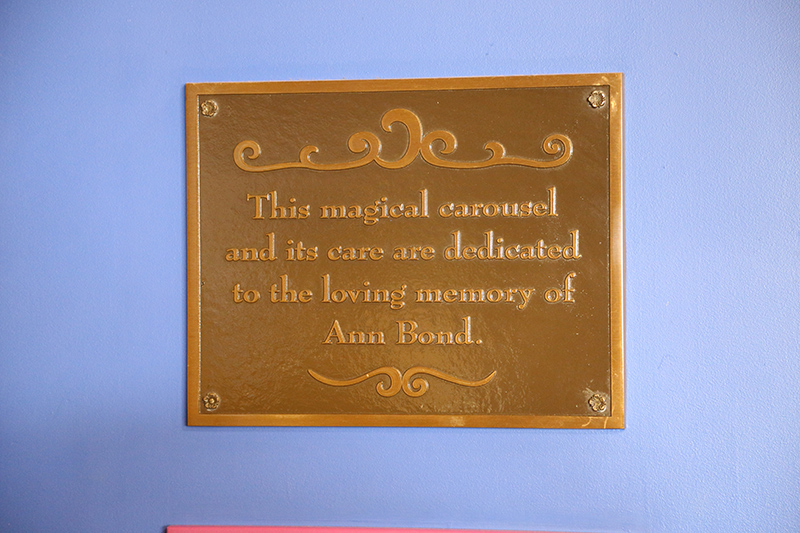 This magical carousel
and its care are dedicated
to the loving memory of
Ann Bond.